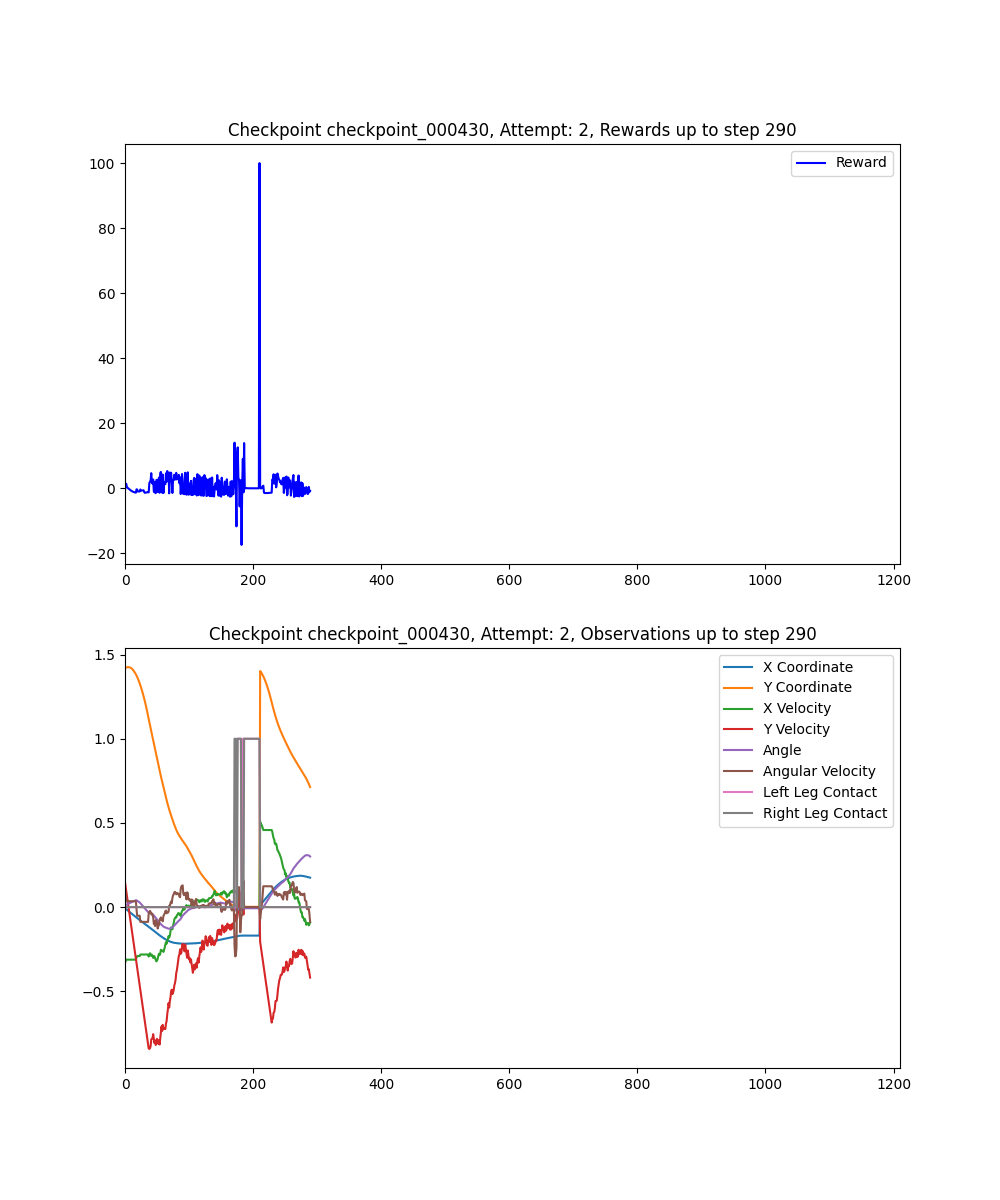 Checkpoint checkpoint_000430, Attempt: 2, Rewards up to step 290
100
80
60
40
20
0
−20
Reward
0 200 400 600 800 1000 1200
Checkpoint checkpoint_000430, Attempt: 2, Observations up to step 290
1.5
1.0
0.5
0.0
−0.5
X Coordinate
Y Coordinate
X Velocity
Y Velocity
Angle
Angular Velocity
Left Leg Contact
Right Leg Contact
0 200 400 600 800 1000 1200